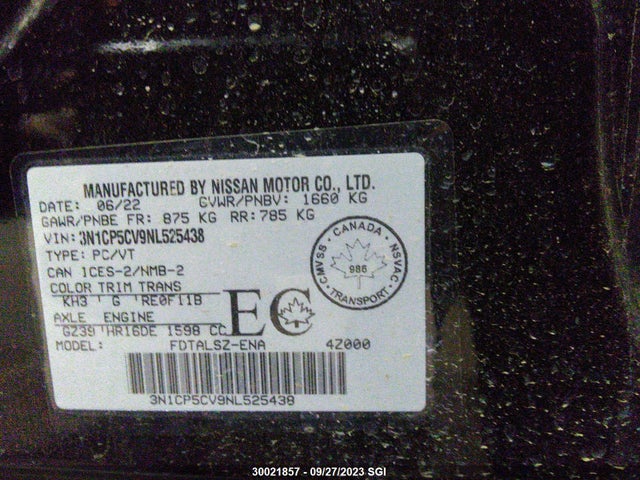 MANUFACTURED BY NISSAN MOTOR CO., LTD.
DATE: 06/22 GVWR/PNBV: 1660 KG
GAWR/PNBE FR: 875 KG RR: 785 KG
VIN: 3N1CP5CV9NL525438
TYPE: PC/VT
CAN ICES-2/NMB-2
COLOR TRIM TRANS
KH3 ' G 'RE0F11B
AXLE ENGINE
GZ39 'HR16DE 1598 CC
MODEL: FDTALSZ-ENA 4Z000
EC
CANADA
CMVSS
NSVAC
986
TRANSPORT
3N1CP5CV9NL525438
30021857 - 09/27/2023 SGI